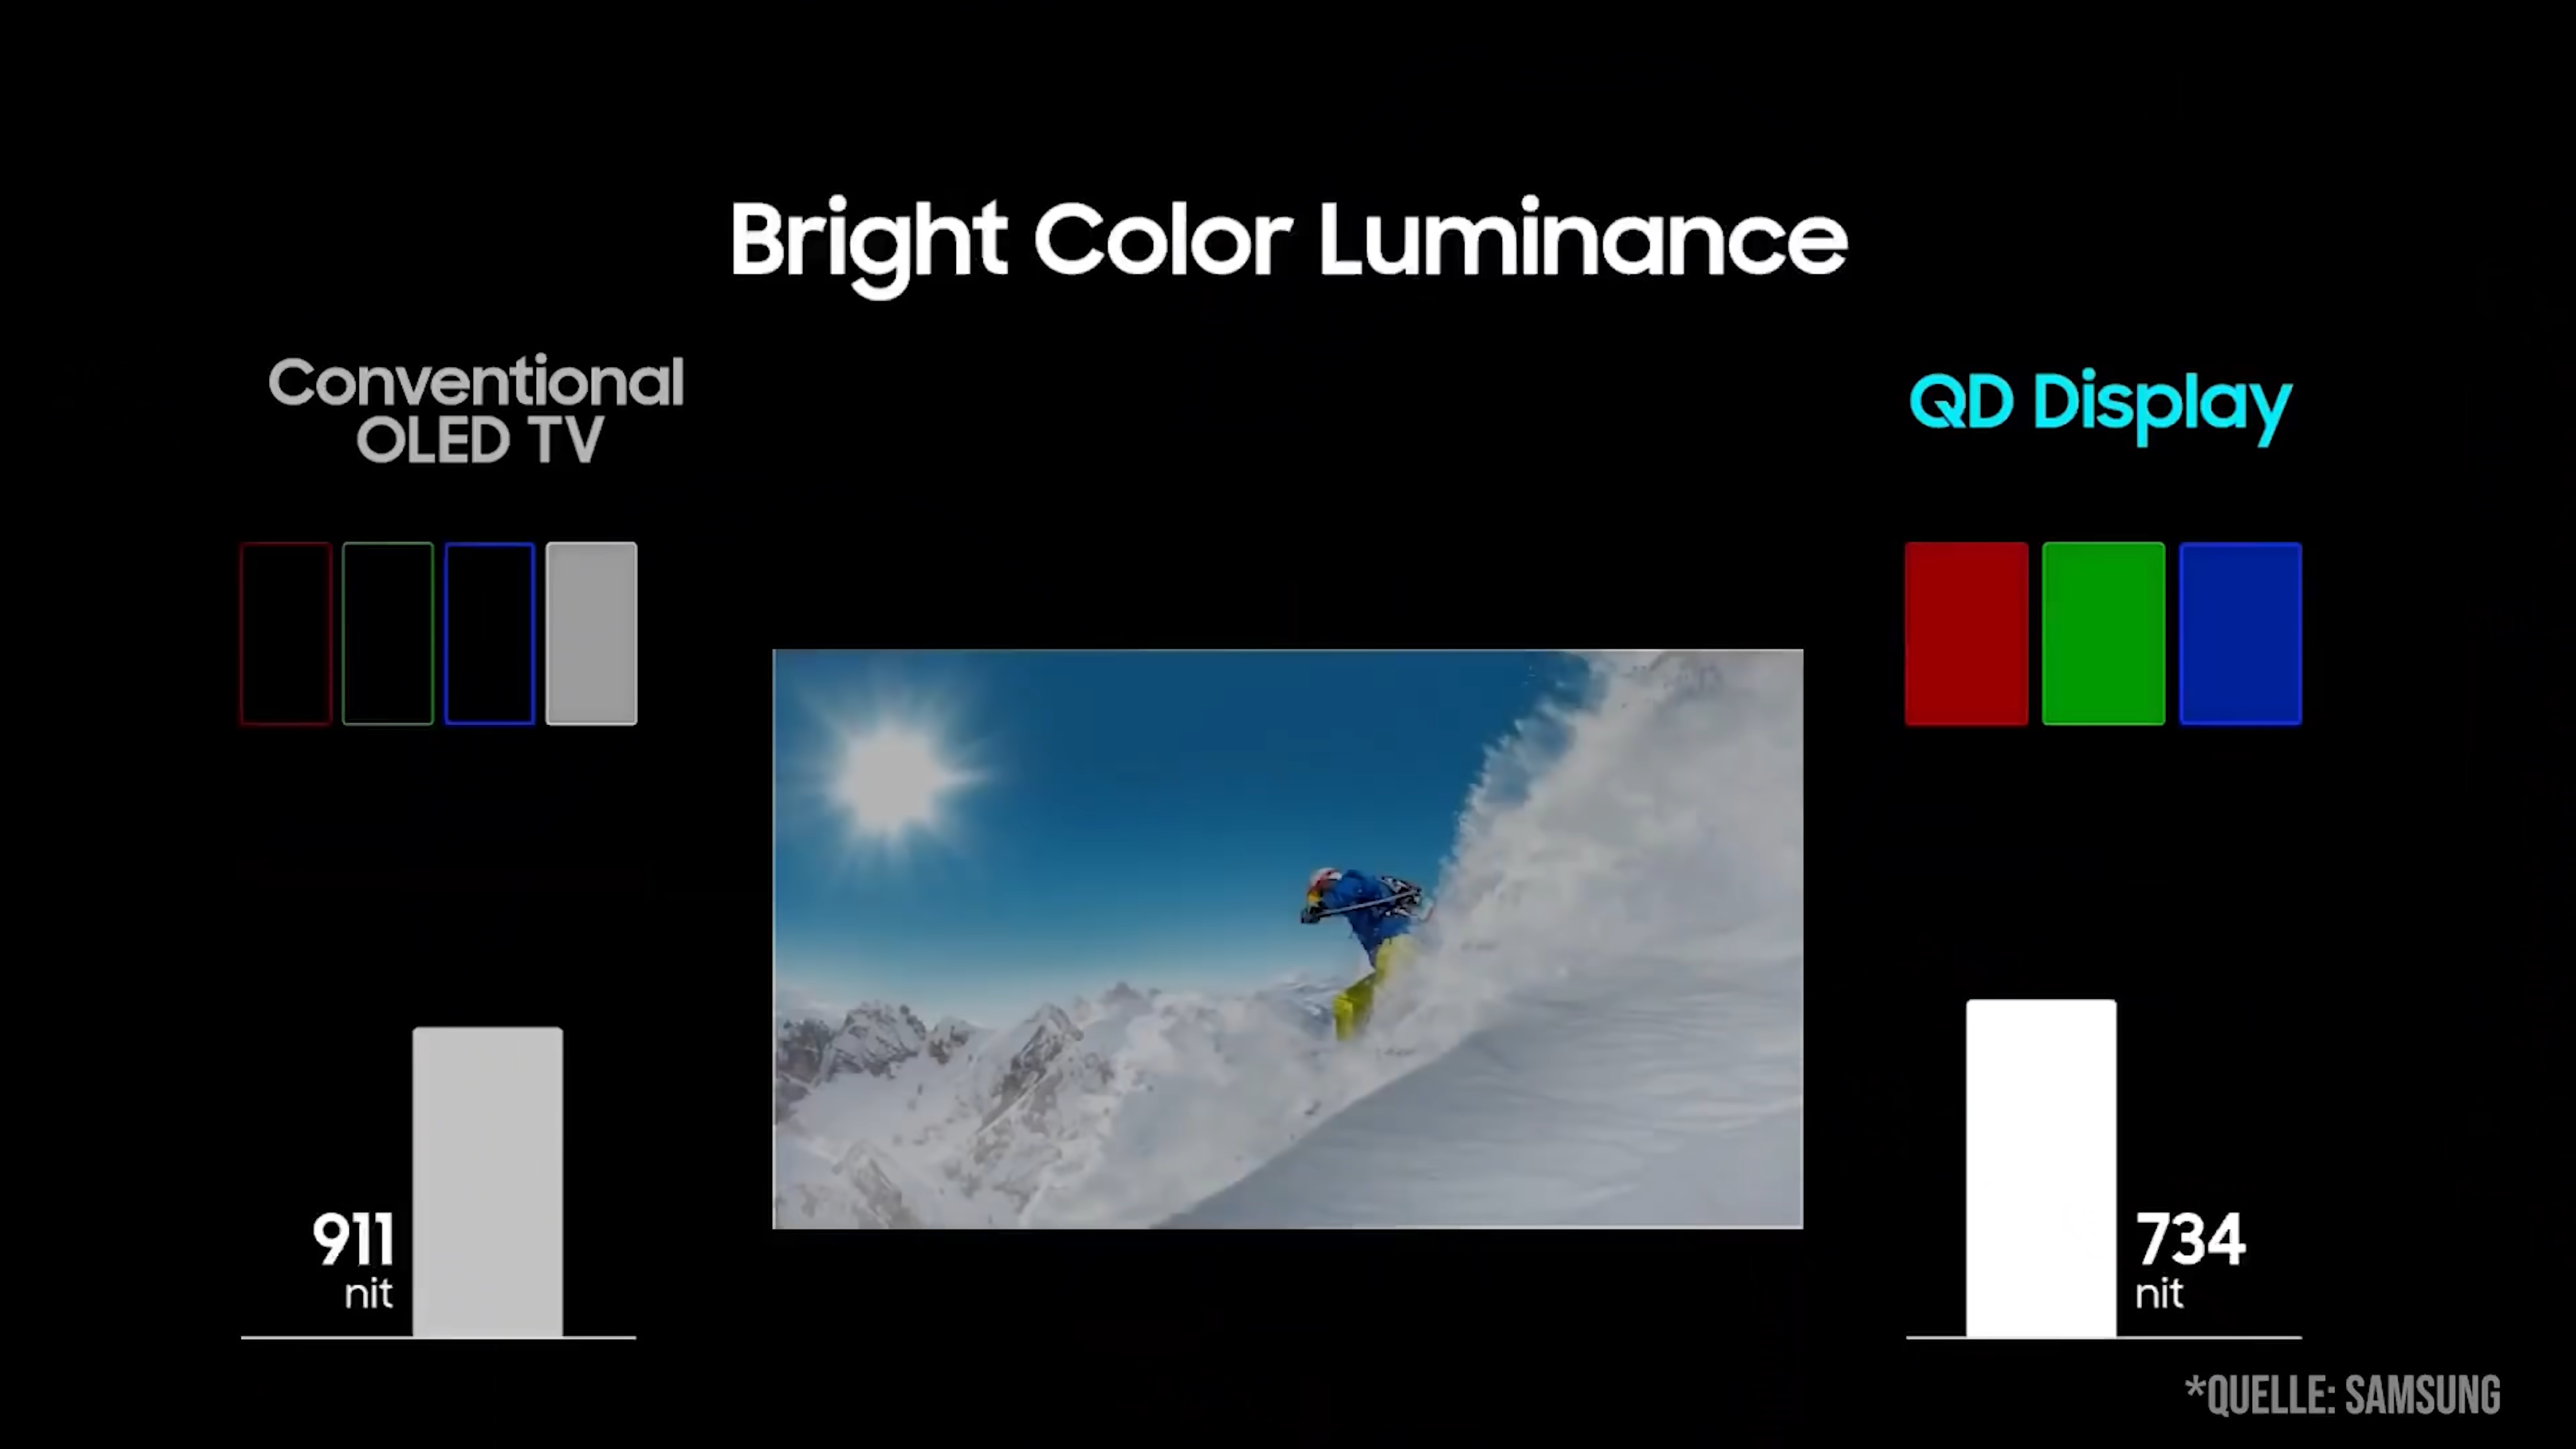 Bright Color Luminance
Conventional
OLED TV
QD Display
911
nit
734
nit
*QUELLE: SAMSUNG